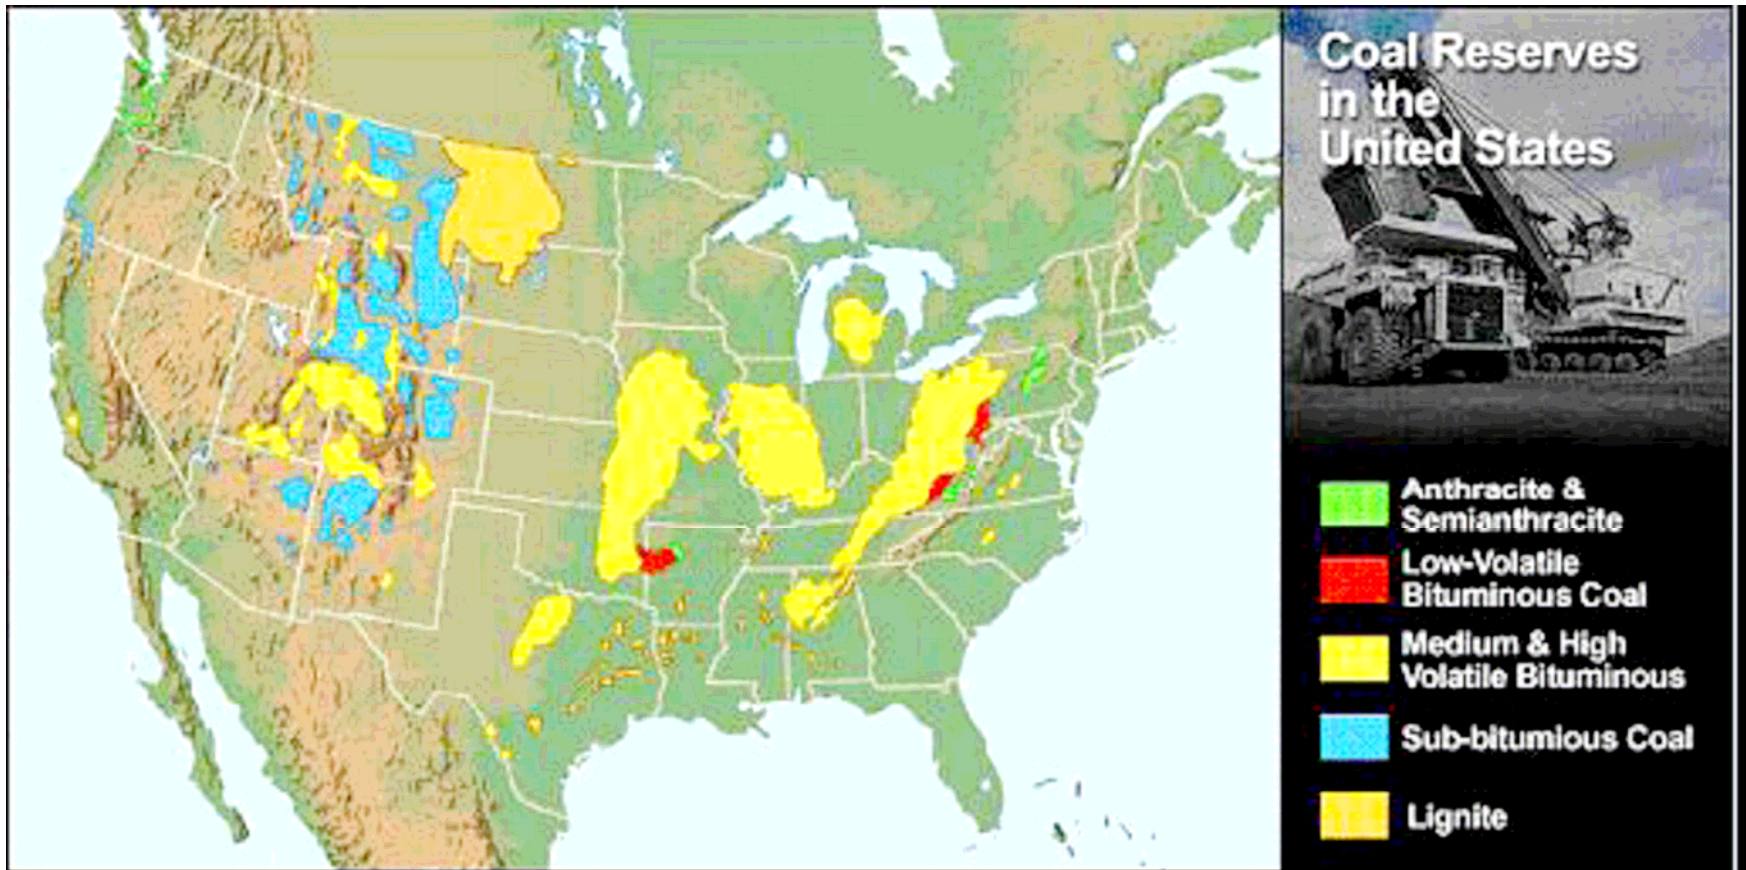 Coal Reserves
in the
United States
Anthracite &
Semianthracite
Low-Volatile
Bituminous Coal
Medium & High
Volatile Bituminous
Sub-bitumious Coal
Lignite